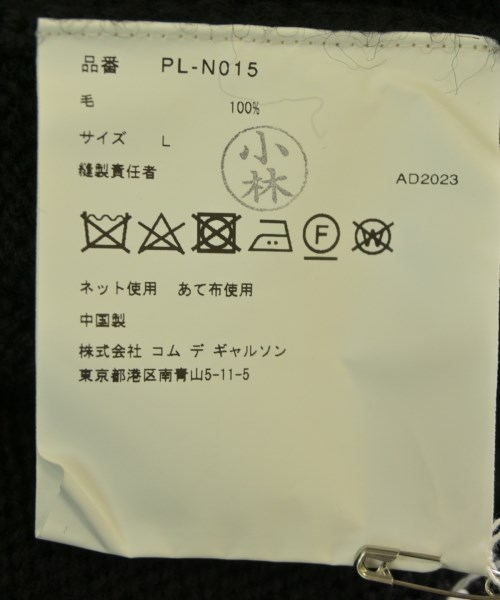 品番 PL-N015
毛 100%
サイズ L
縫製責任者 小林 AD2023
F W
ネット使用 あて布使用
中国製
株式会社 コム デ ギャルソン
東京都港区南青山5-11-5